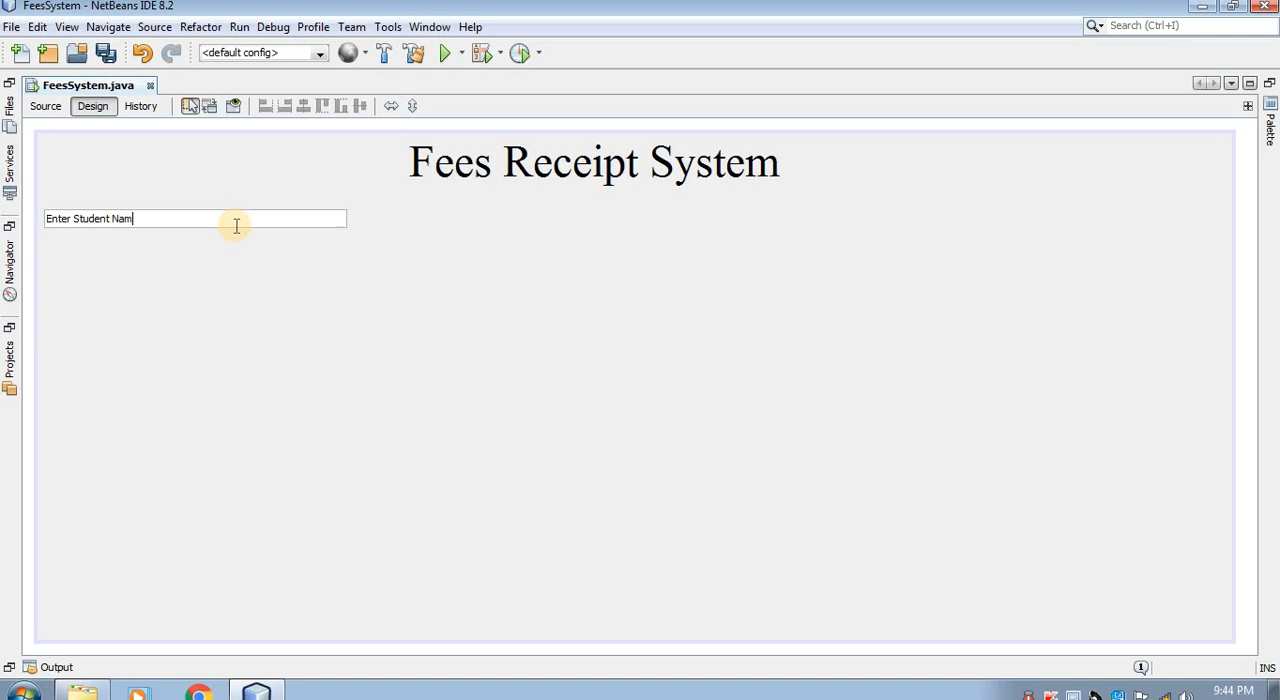 FeesSystem - NetBeans IDE 8.2
File Edit View Navigate Source Refactor Run Debug Profile Team Tools Window Help
Search (Ctrl+I)
<default config>
FeesSystem.java
Source Design History
Files
Services
Navigator
Projects
Palette
Fees Receipt System
Enter Student Nam
Output
1
INS
9:44 PM